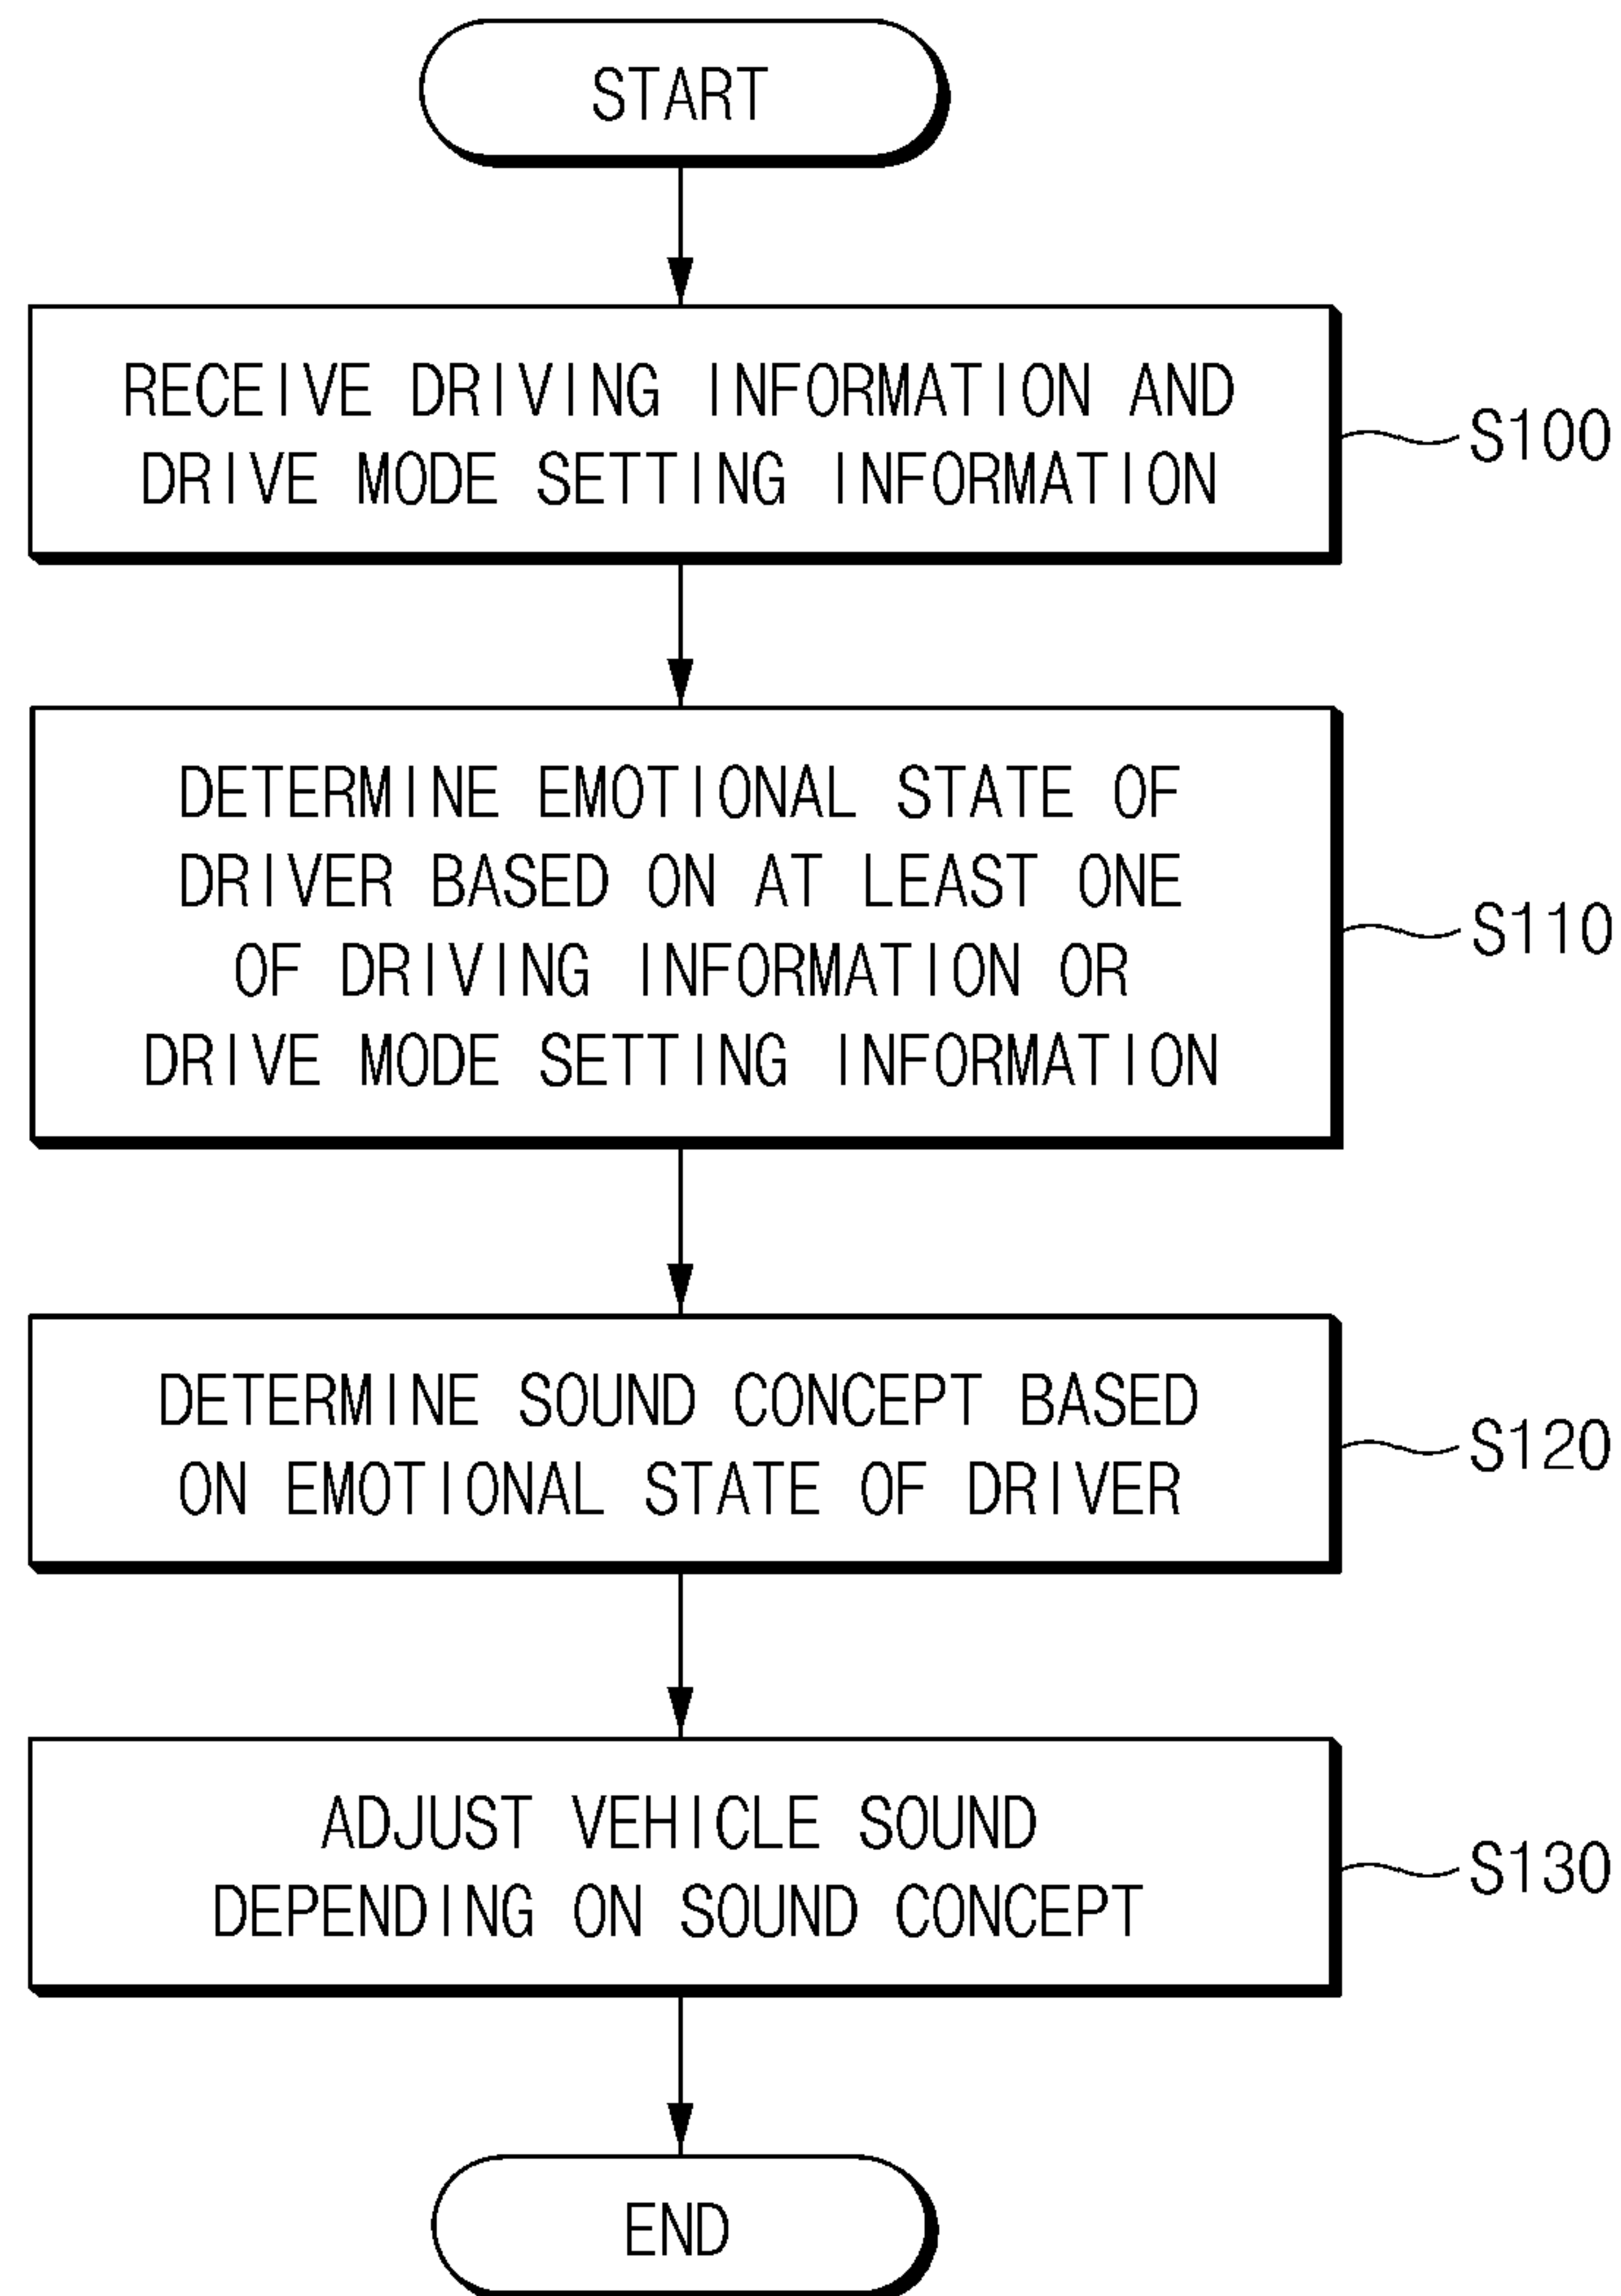 START
RECEIVE DRIVING INFORMATION AND
DRIVE MODE SETTING INFORMATION
S100
DETERMINE EMOTIONAL STATE OF
DRIVER BASED ON AT LEAST ONE
OF DRIVING INFORMATION OR
DRIVE MODE SETTING INFORMATION
S110
DETERMINE SOUND CONCEPT BASED
ON EMOTIONAL STATE OF DRIVER
S120
ADJUST VEHICLE SOUND
DEPENDING ON SOUND CONCEPT
S130
END